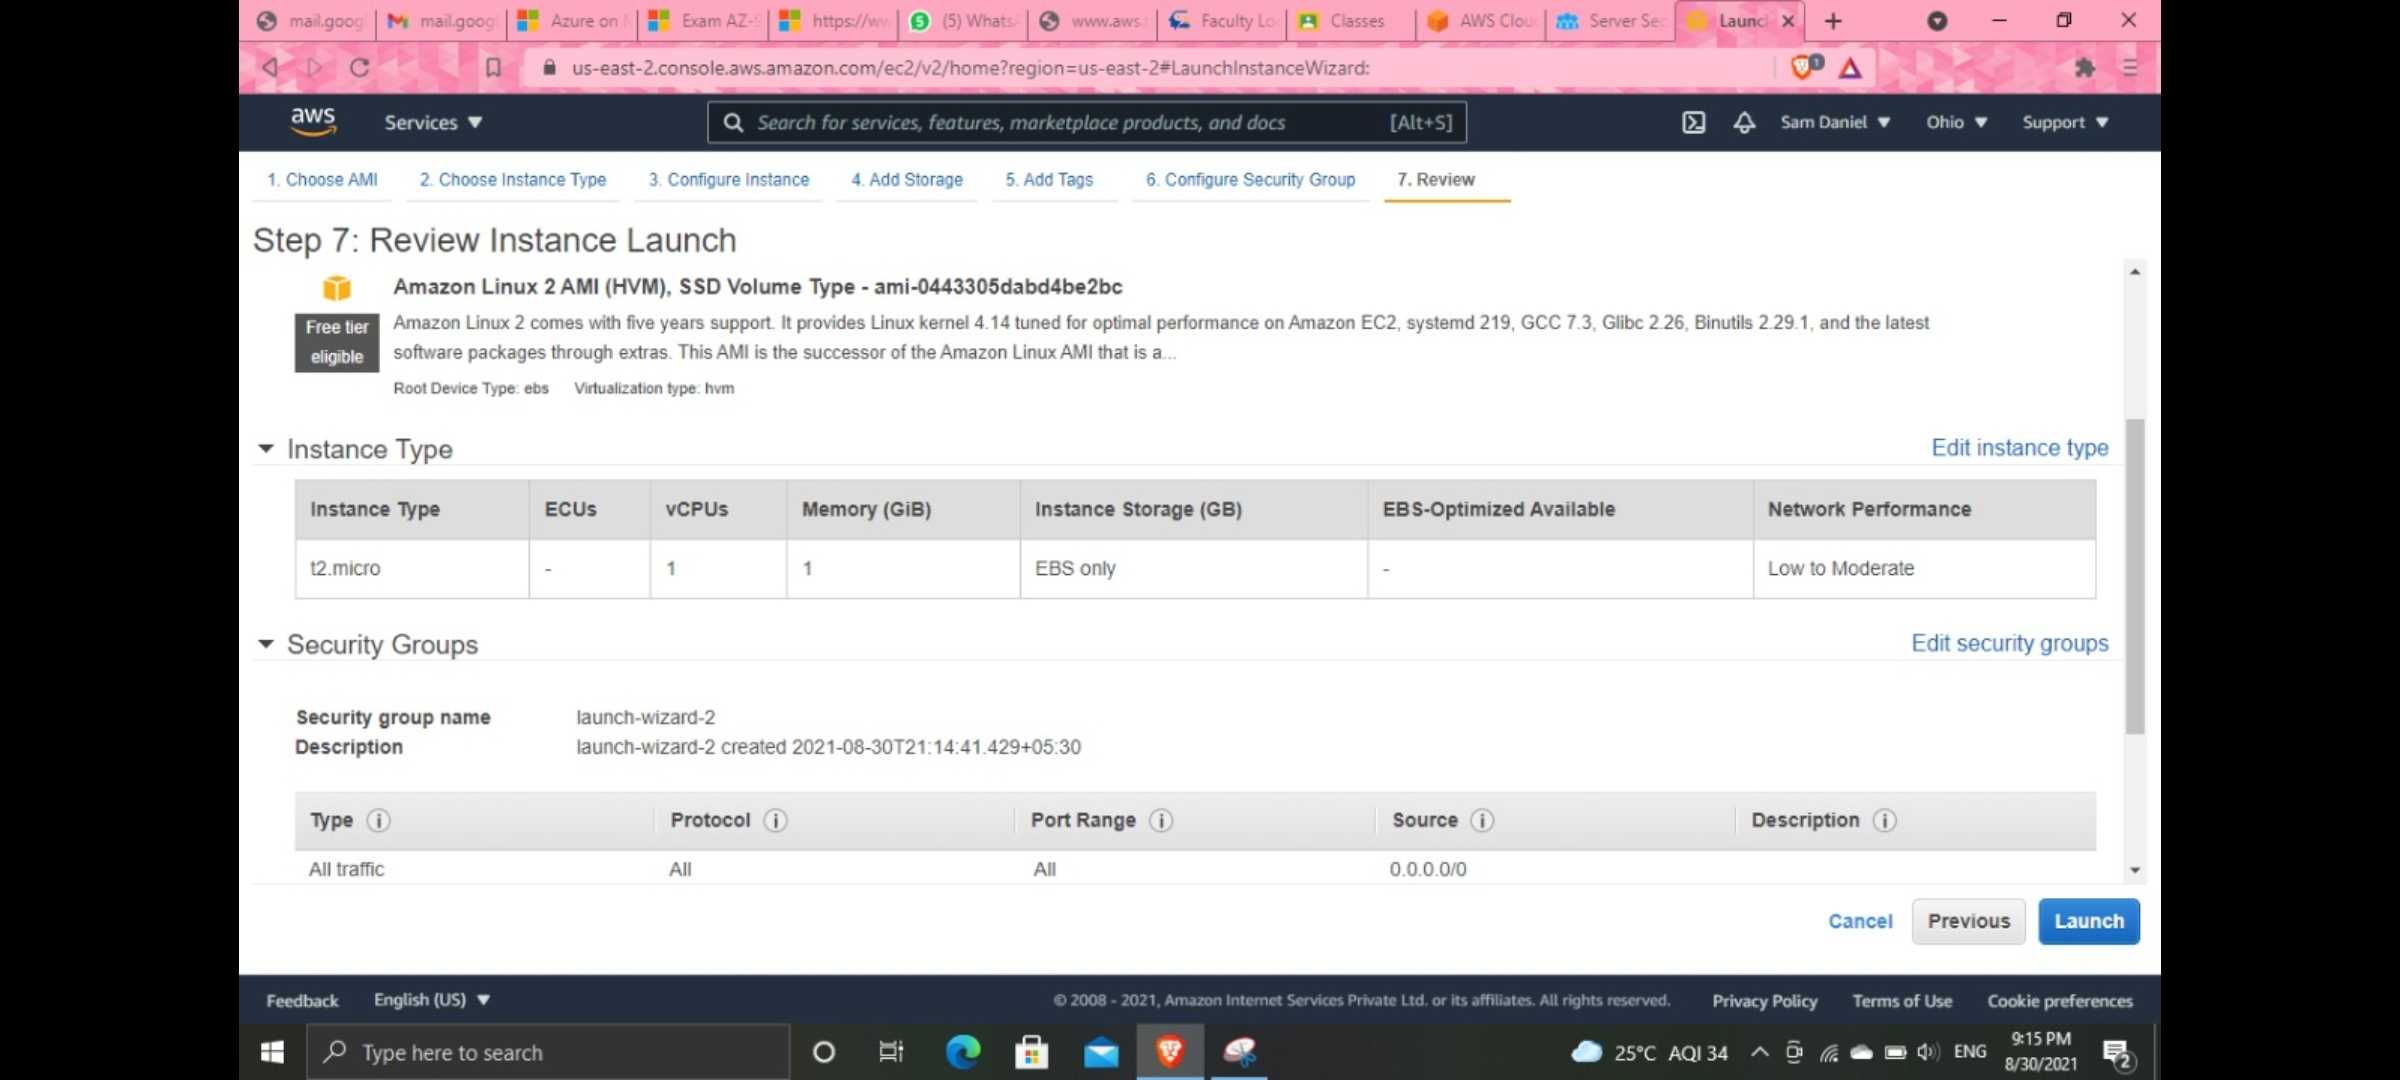 mail.goog mail.goog Azure on Exam AZ-9 https://ww (5) Whats www.aws. Faculty Lo Classes AWS Clou Server Sec Launc
us-east-2.console.aws.amazon.com/ec2/v2/home?region=us-east-2#LaunchInstanceWizard:
aws Services Search for services, features, marketplace products, and docs [Alt+S] Sam Daniel Ohio Support
1. Choose AMI 2. Choose Instance Type 3. Configure Instance 4. Add Storage 5. Add Tags 6. Configure Security Group 7. Review
Step 7: Review Instance Launch
Amazon Linux 2 AMI (HVM), SSD Volume Type - ami-0443305dabd4be2bc
Free tier eligible
Amazon Linux 2 comes with five years support. It provides Linux kernel 4.14 tuned for optimal performance on Amazon EC2, systemd 219, GCC 7.3, Glibc 2.26, Binutils 2.29.1, and the latest
software packages through extras. This AMI is the successor of the Amazon Linux AMI that is a...
Root Device Type: ebs Virtualization type: hvm
Instance Type Edit instance type
Instance Type ECUs vCPUs Memory (GiB) Instance Storage (GB) EBS-Optimized Available Network Performance
t2.micro - 1 1 EBS only - Low to Moderate
Security Groups Edit security groups
Security group name launch-wizard-2
Description launch-wizard-2 created 2021-08-30T21:14:41.429+05:30
Type Protocol Port Range Source Description
All traffic All All 0.0.0.0/0
Cancel Previous Launch
Feedback English (US) © 2008 - 2021, Amazon Internet Services Private Ltd. or its affiliates. All rights reserved. Privacy Policy Terms of Use Cookie preferences
Type here to search 25°C AQI 34 ENG 9:15 PM
8/30/2021 2